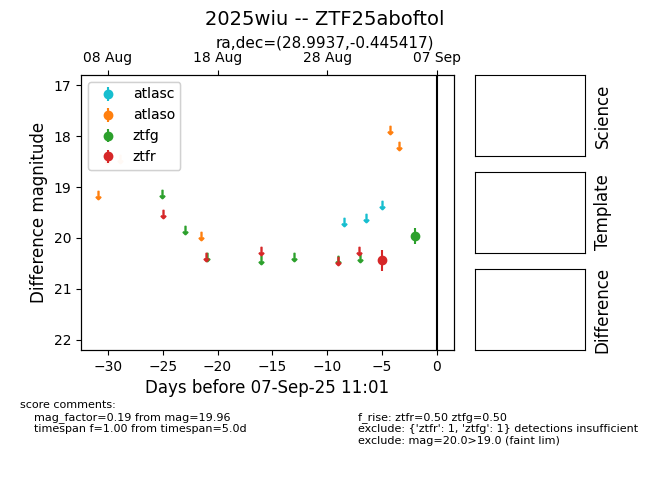 2025wiu -- ZTF25aboftol
ra,dec=(28.9937,-0.445417)
08 Aug 18 Aug 28 Aug 07 Sep
17
18
19
20
21
22
Difference magnitude
atlasc
atlaso
ztfg
ztfr
−30 −25 −20 −15 −10 −5 0
Days before 07-Sep-25 11:01
Science
Template
Difference
score comments:
mag_factor=0.19 from mag=19.96
timespan f=1.00 from timespan=5.0d
f_rise: ztfr=0.50 ztfg=0.50
exclude: {'ztfr': 1, 'ztfg': 1} detections insufficient
exclude: mag=20.0>19.0 (faint lim)